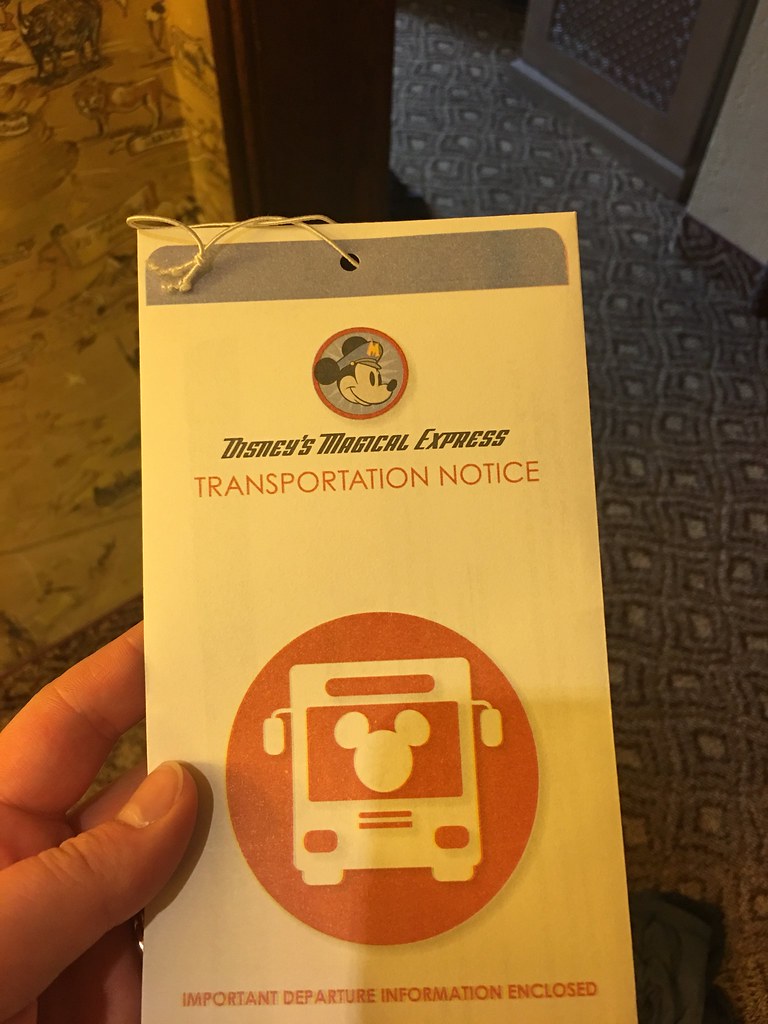 M
DISNEY'S MAGICAL EXPRESS
TRANSPORTATION NOTICE
IMPORTANT DEPARTURE INFORMATION ENCLOSED